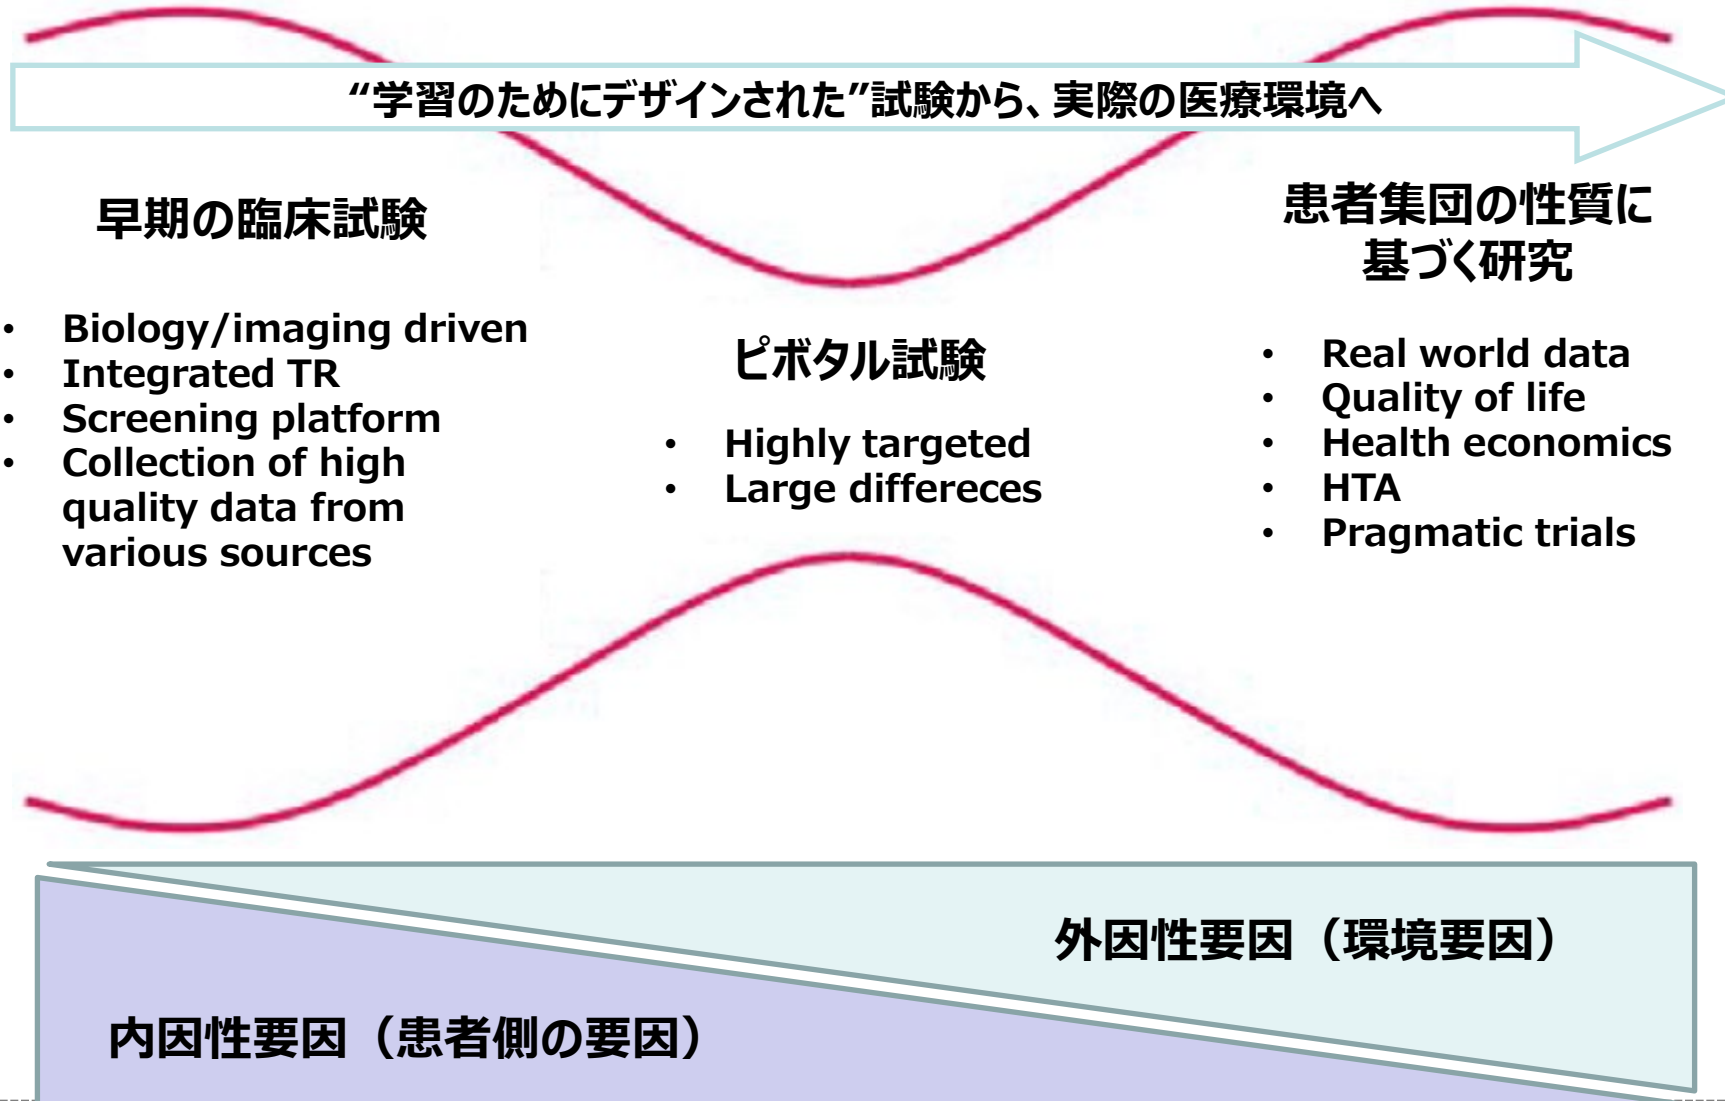 “学習のためにデザインされた”試験から、実際の医療環境へ
早期の臨床試験
• Biology/imaging driven
• Integrated TR
• Screening platform
• Collection of high
quality data from
various sources
ピボタル試験
• Highly targeted
• Large differeces
患者集団の性質に
基づく研究
• Real world data
• Quality of life
• Health economics
• HTA
• Pragmatic trials
外因性要因（環境要因）
内因性要因（患者側の要因）